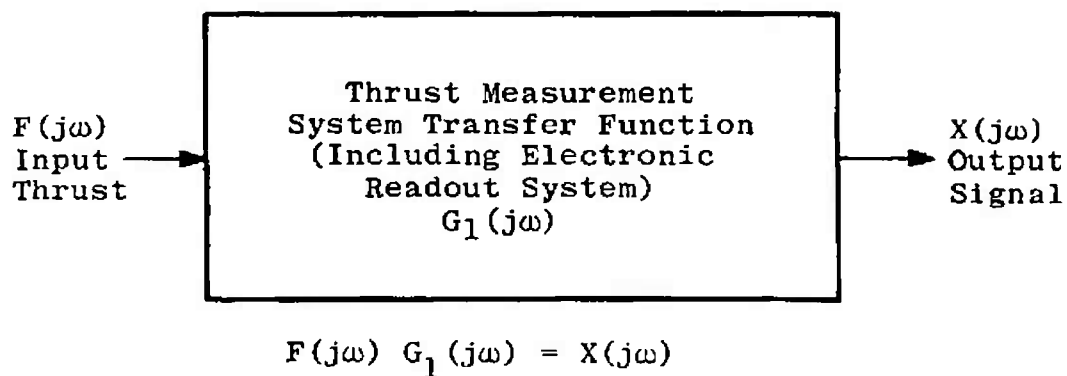 F(jω)
Input
Thrust
Thrust Measurement
System Transfer Function
(Including Electronic
Readout System)
G₁(jω)
X(jω)
Output
Signal
F(jω) G₁(jω) = X(jω)